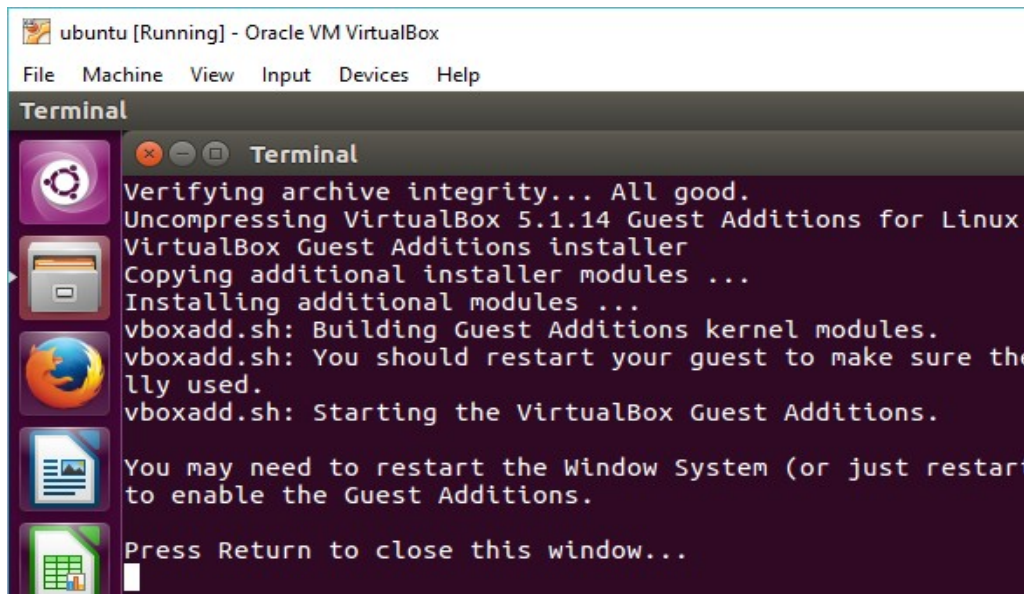 ubuntu [Running] - Oracle VM VirtualBox
File Machine View Input Devices Help
Terminal
Terminal
Verifying archive integrity... All good.
Uncompressing VirtualBox 5.1.14 Guest Additions for Linux
VirtualBox Guest Additions installer
Copying additional installer modules ...
Installing additional modules ...
vboxadd.sh: Building Guest Additions kernel modules.
vboxadd.sh: You should restart your guest to make sure the
lly used.
vboxadd.sh: Starting the VirtualBox Guest Additions.
You may need to restart the Window System (or just restart
to enable the Guest Additions.
Press Return to close this window...